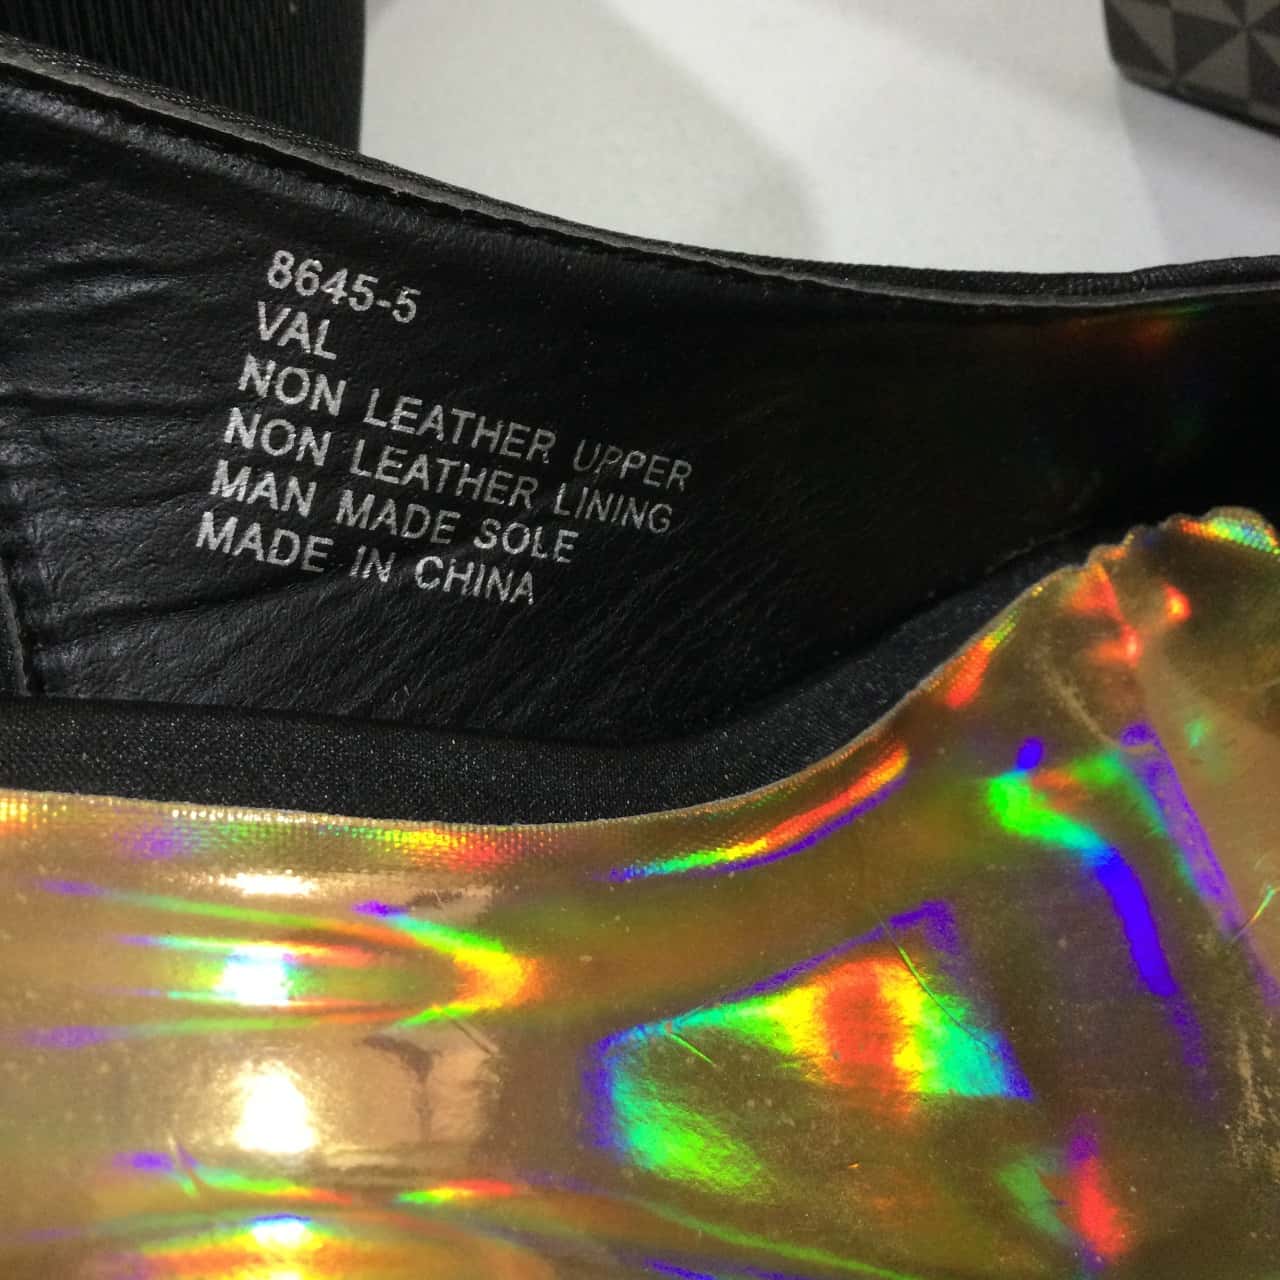 8645-5
VAL
NON LEATHER UPPER
NON LEATHER LINING
MAN MADE SOLE
MADE IN CHINA